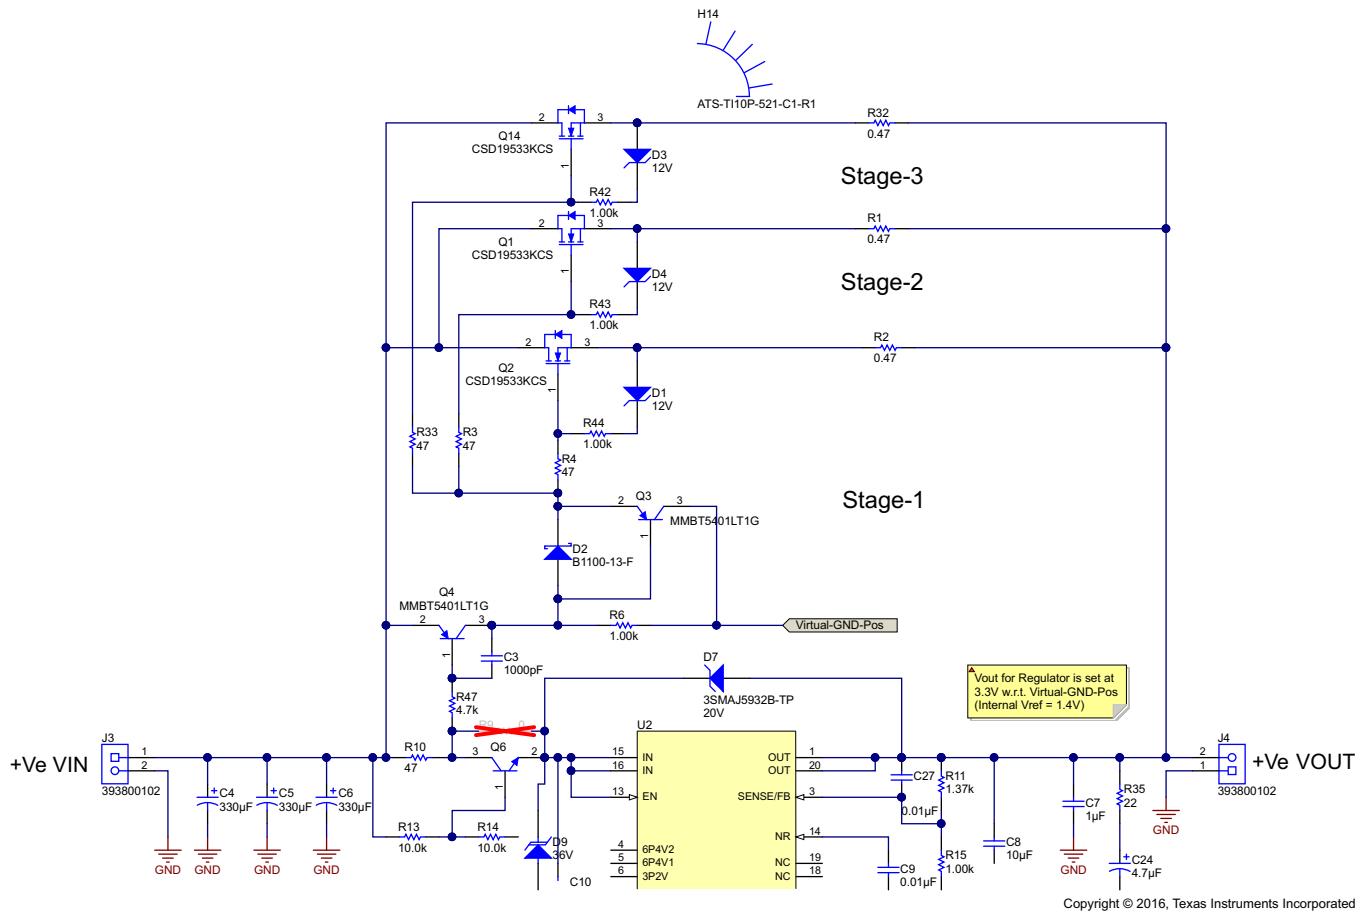 H14
ATS-TI10P-521-C1-R1
2
3
Q14
CSD19533KCS
1
D3
12V
R32
0.47
Stage-3
R42
1.00k
2
3
Q1
CSD19533KCS
1
D4
12V
R1
0.47
Stage-2
R43
1.00k
2
3
Q2
CSD19533KCS
1
D1
12V
R2
0.47
R44
1.00k
R33
47
R3
47
R4
47
Stage-1
2
Q3
3
MMBT5401LT1G
1
D2
B1100-13-F
Q4
MMBT5401LT1G
2
3
1
R6
1.00k
Virtual-GND-Pos
C3
1000pF
R47
4.7k
D7
3SMAJ5932B-TP
20V
Vout for Regulator is set at
3.3V w.r.t. Virtual-GND-Pos
(Internal Vref = 1.4V)
R9
0
J3
+Ve VIN
1
2
393800102
R10
47
3
Q6
2
1
C4
330µF
C5
330µF
C6
330µF
GND
GND
GND
GND
R13
10.0k
R14
10.0k
D9
36V
C10
U2
15
IN
16
IN
13
EN
4
6P4V2
5
6P4V1
6
3P2V
OUT
1
OUT
20
SENSE/FB
3
NR
14
NC
19
NC
18
C27
0.01µF
R11
1.37k
R15
1.00k
C9
0.01µF
C8
10µF
C7
1µF
GND
R35
22
C24
4.7µF
J4
2
1
+Ve VOUT
393800102
GND
Copyright © 2016, Texas Instruments Incorporated